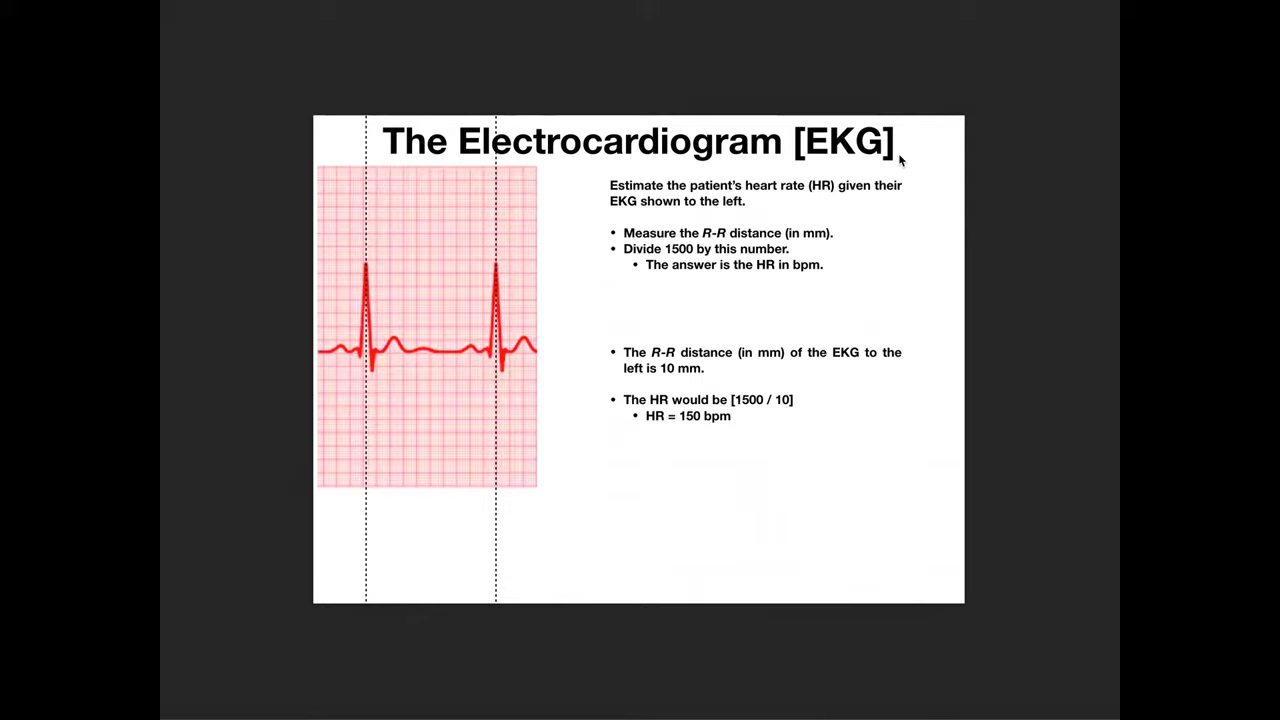 The Electrocardiogram [EKG]
Estimate the patient's heart rate (HR) given their
EKG shown to the left.
• Measure the R-R distance (in mm).
• Divide 1500 by this number.
• The answer is the HR in bpm.
• The R-R distance (in mm) of the EKG to the
left is 10 mm.
• The HR would be [1500 / 10]
• HR = 150 bpm